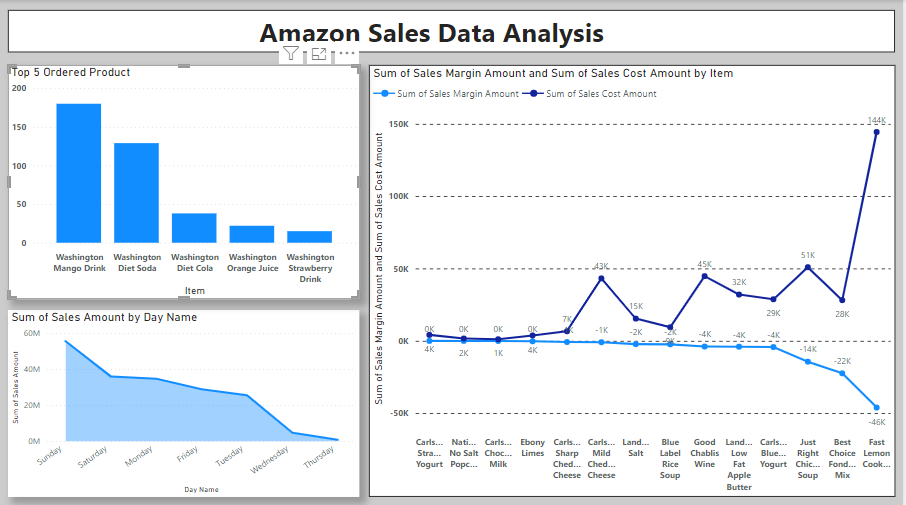 Amazon Sales Data Analysis
Top 5 Ordered Product
200
150
100
50
0
Washington Mango Drink
Washington Diet Soda
Washington Diet Cola
Washington Orange Juice
Washington Strawberry Drink
Item
Sum of Sales Amount by Day Name
Sum of Sales Amount
60M
40M
20M
0M
Sunday
Saturday
Monday
Friday
Tuesday
Wednesday
Thursday
Day Name
Sum of Sales Margin Amount and Sum of Sales Cost Amount by Item
Sum of Sales Margin Amount
Sum of Sales Cost Amount
Sum of Sales Margin Amount and Sum of Sales Cost Amount
150K
100K
50K
0K
-50K
0K
0K
0K
0K
7K
43K
15K
-2K
45K
32K
51K
144K
4K
2K
1K
4K
-1K
-2K
-4K
-4K
-4K
29K
-14K
28K
-22K
-46K
Carls... Stra... Yogurt
Nati... No Salt Popc...
Carls... Choc... Milk
Ebony Limes
Carls... Sharp Ched... Cheese
Carls... Mild Ched... Cheese
Land... Salt
Blue Label Rice Soup
Good Chablis Wine
Land... Low Fat Apple Butter
Carls... Blue... Yogurt
Just Right Chic... Soup
Best Choice Fond... Mix
Fast Lemon Cook...